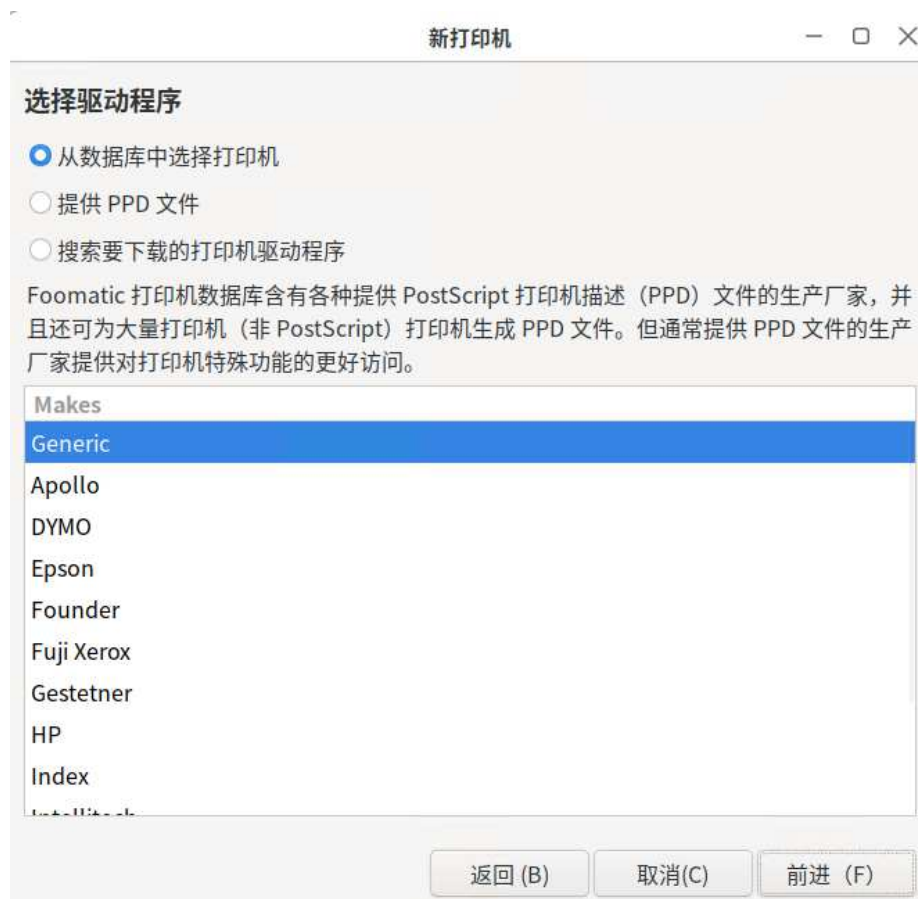 新打印机
选择驱动程序
从数据库中选择打印机
提供 PPD 文件
搜索要下载的打印机驱动程序
Foomatic 打印机数据库含有各种提供 PostScript 打印机描述（PPD）文件的生产厂家，并
且还可为大量打印机（非 PostScript）打印机生成 PPD 文件。但通常提供 PPD 文件的生产
厂家提供对打印机特殊功能的更好访问。
Makes
Generic
Apollo
DYMO
Epson
Founder
Fuji Xerox
Gestetner
HP
Index
返回 (B)
取消(C)
前进（F）